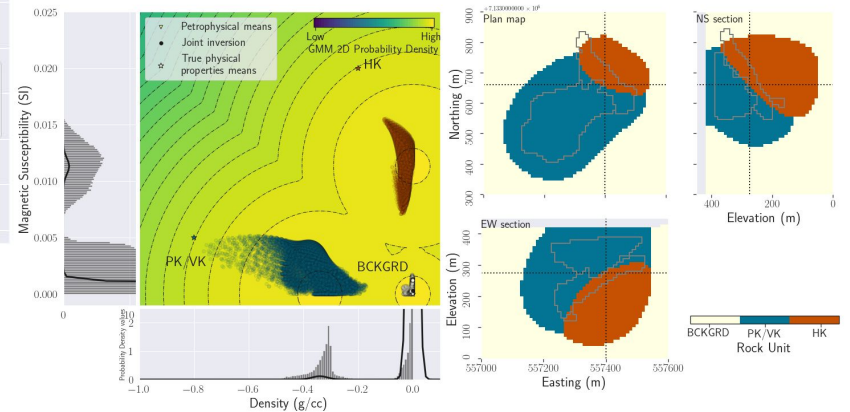 Magnetic Susceptibility (SI)
0.025
0.020
0.015
0.010
0.005
0.000
0
10
Petrophysical means
Joint inversion
True physical
properties means
Low
High
GMM 2D Probability Density
HK
PK/VK
BCKGRD
Probability Density values
2
1
0
−1.0
−0.8
−0.6
−0.4
−0.2
0.0
Density (g/cc)
+7.1330000000 × 10⁶
Plan map
Northing (m)
900
800
700
600
500
400
300
NS section
400
200
0
Elevation (m)
EW section
Elevation (m)
400
300
200
100
0
557000
557200
557400
557600
Easting (m)
BCKGRD
PK/VK
HK
Rock Unit